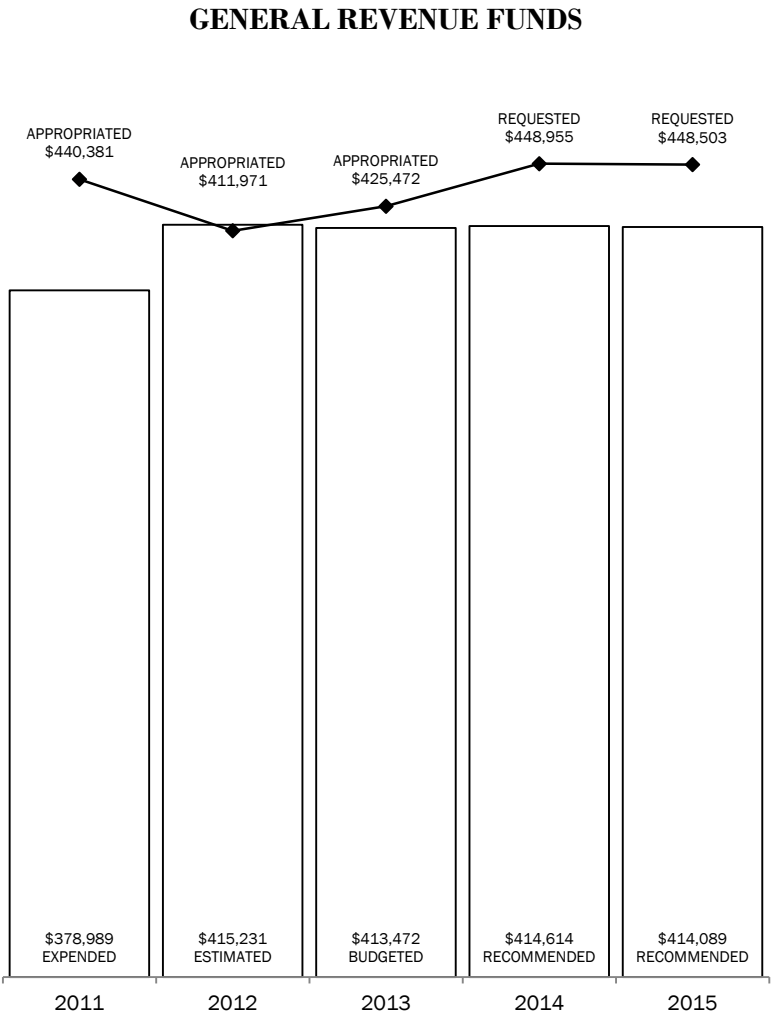 GENERAL REVENUE FUNDS
APPROPRIATED
$440,381
APPROPRIATED
$411,971
APPROPRIATED
$425,472
REQUESTED
$448,955
REQUESTED
$448,503
$378,989
EXPENDED
$415,231
ESTIMATED
$413,472
BUDGETED
$414,614
RECOMMENDED
$414,089
RECOMMENDED
2011
2012
2013
2014
2015